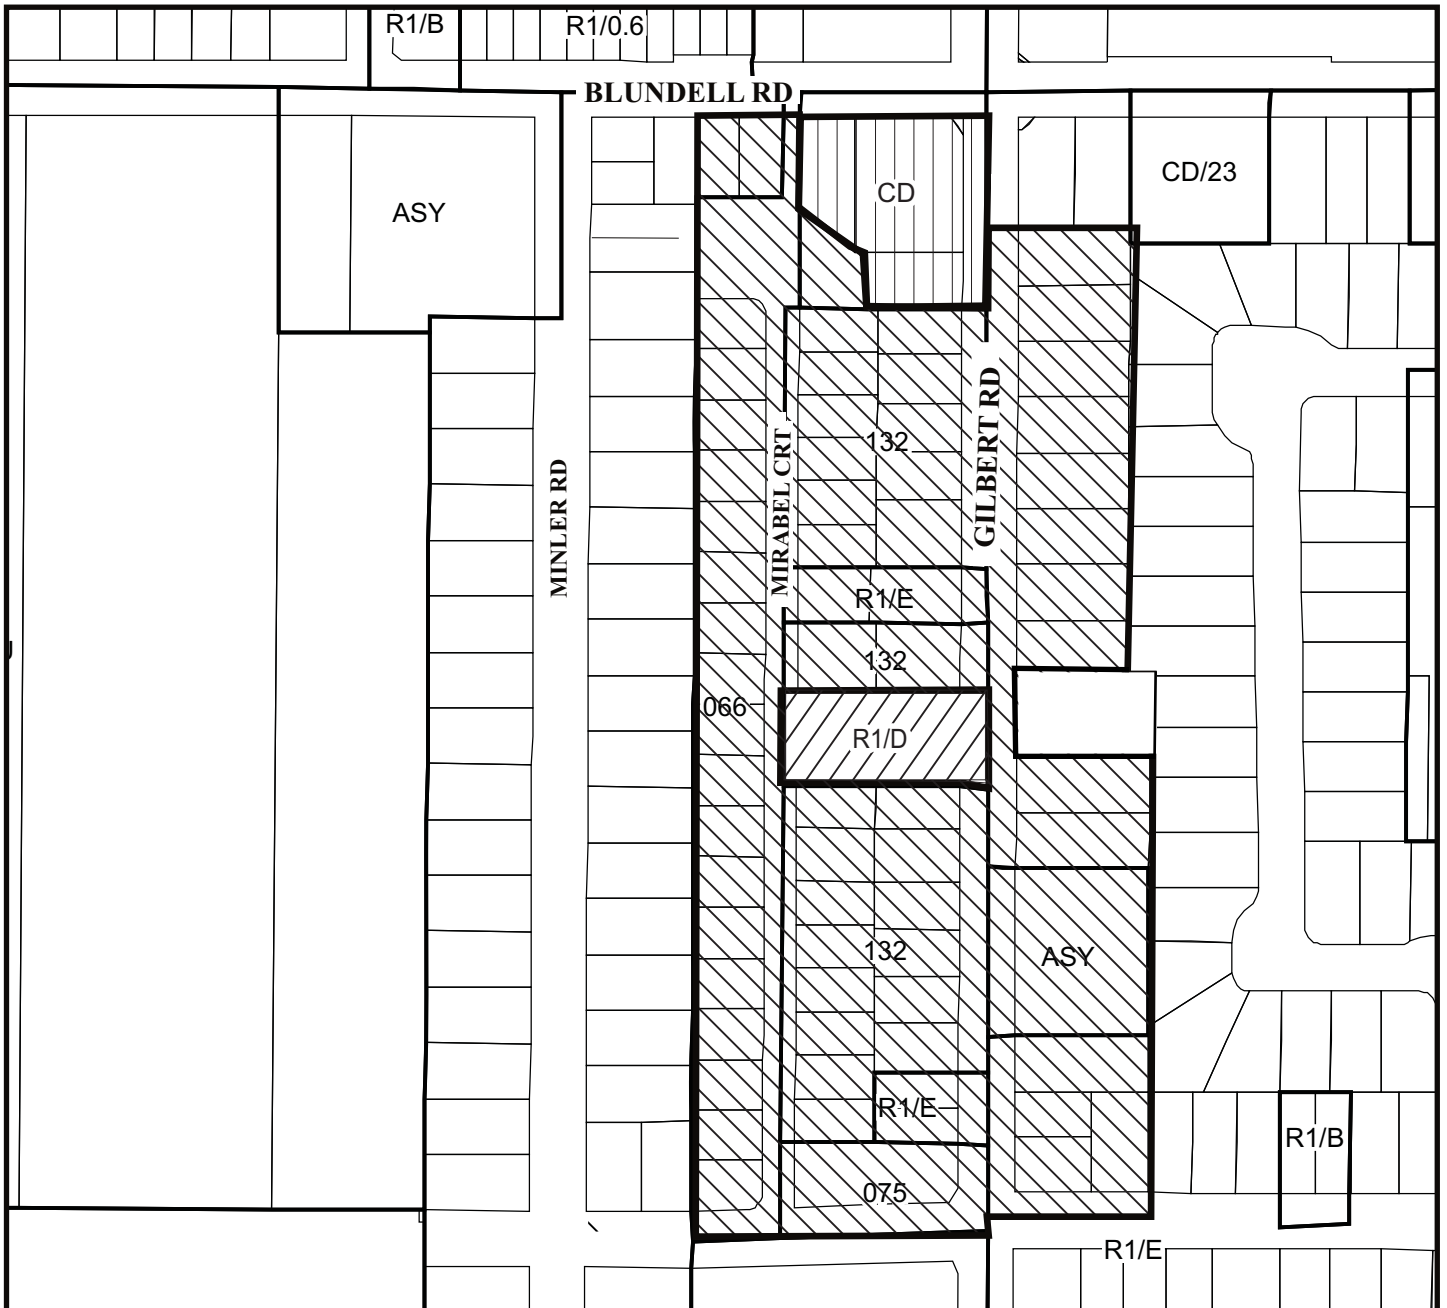 R1/B
R1/0.6
BLUNDELL RD
CD/23
CD
ASY
GILBERT RD
132
MIRABEL CRT
MINLER RD
R1/E
132
066
R1/D
132
ASY
R1/E
R1/B
075
R1/E